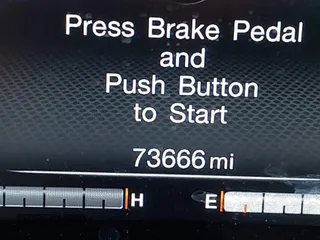 Press Brake Pedal
and
Push Button
to Start
73666 mi
H E